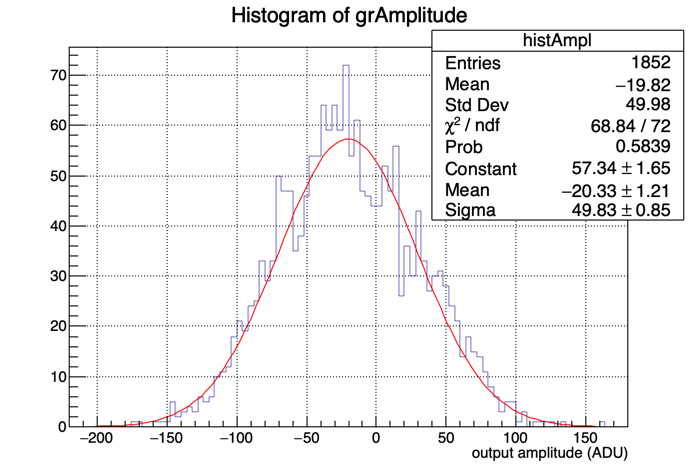 Histogram of grAmplitude
histAmpl
Entries 1852
Mean −19.82
Std Dev 49.98
χ² / ndf 68.84 / 72
Prob 0.5839
Constant 57.34 ± 1.65
Mean −20.33 ± 1.21
Sigma 49.83 ± 0.85
70
60
50
40
30
20
10
0
−200 −150 −100 −50 0 50 100 150
output amplitude (ADU)